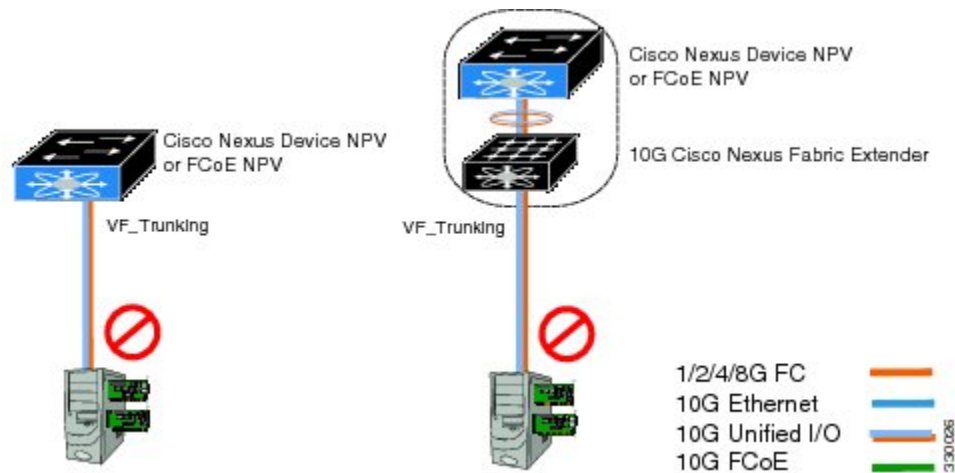 Cisco Nexus Device NPV
or FCoE NPV
VF_Trunking
Cisco Nexus Device NPV
or FCoE NPV
10G Cisco Nexus Fabric Extender
VF_Trunking
1/2/4/8G FC
10G Ethernet
10G Unified I/O
10G FCoE
330026